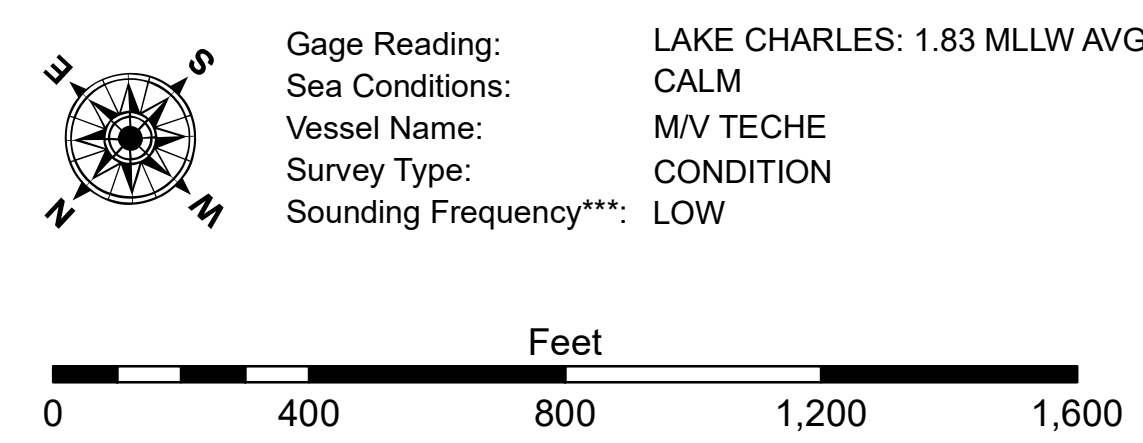 E S
N W
Gage Reading: LAKE CHARLES: 1.83 MLLW AVG
Sea Conditions: CALM
Vessel Name: M/V TECHE
Survey Type: CONDITION
Sounding Frequency***: LOW
Feet
0 400 800 1,200 1,600